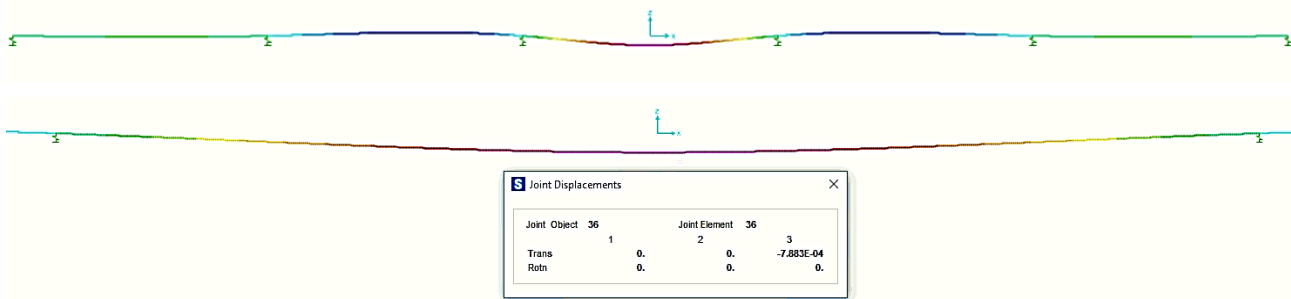 Z
X
Z
X
S Joint Displacements
Joint Object 36 Joint Element 36
1 2 3
Trans 0. 0. -7.883E-04
Rotn 0. 0. 0.